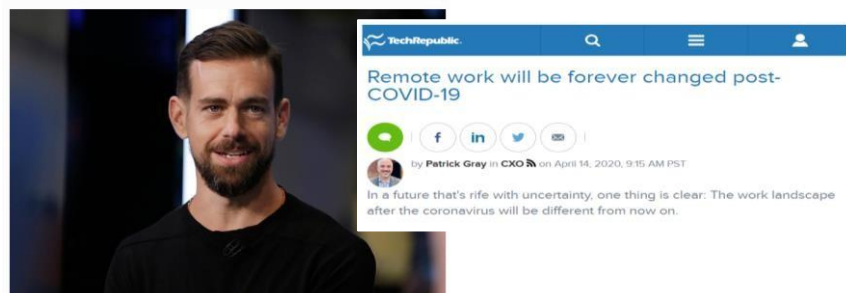 TechRepublic.
Remote work will be forever changed post-
COVID-19
f in
by Patrick Gray in CXO on April 14, 2020, 9:15 AM PST
In a future that's rife with uncertainty, one thing is clear: The work landscape
after the coronavirus will be different from now on.